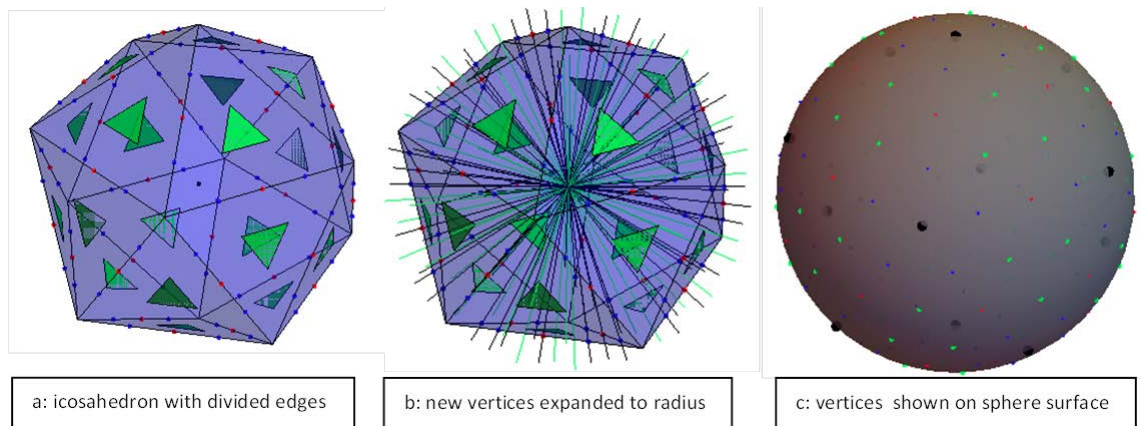 a: icosahedron with divided edges
b: new vertices expanded to radius
c: vertices shown on sphere surface